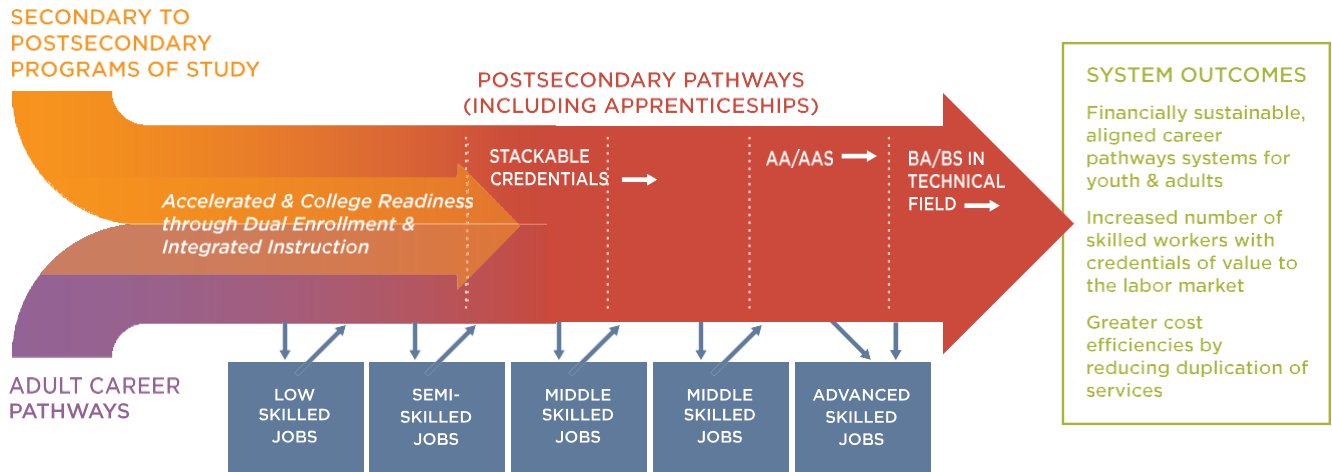 SECONDARY TO
POSTSECONDARY
PROGRAMS OF STUDY
POSTSECONDARY PATHWAYS
(INCLUDING APPRENTICESHIPS)
STACKABLE
CREDENTIALS
AA/AAS
BA/BS IN
TECHNICAL
FIELD
Accelerated & College Readiness
through Dual Enrollment &
Integrated Instruction
ADULT CAREER
PATHWAYS
LOW
SKILLED
JOBS
SEMI-
SKILLED
JOBS
MIDDLE
SKILLED
JOBS
MIDDLE
SKILLED
JOBS
ADVANCED
SKILLED
JOBS
SYSTEM OUTCOMES
Financially sustainable,
aligned career
pathways systems for
youth & adults
Increased number of
skilled workers with
credentials of value to
the labor market
Greater cost
efficiencies by
reducing duplication of
services